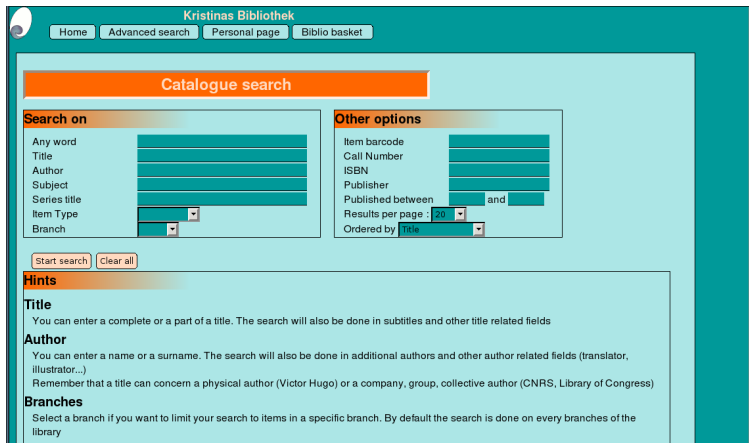 Kristinas Bibliothek
Home Advanced search Personal page Biblio basket
Catalogue search
Search on
Any word
Title
Author
Subject
Series title
Item Type
Branch
Other options
Item barcode
Call Number
ISBN
Publisher
Published between and
Results per page : 20
Ordered by Title
Start search Clear all
Hints
Title
You can enter a complete or a part of a title. The search will also be done in subtitles and other title related fields
Author
You can enter a name or a surname. The search will also be done in additional authors and other author related fields (translator,
illustrator...)
Remember that a title can concern a physical author (Victor Hugo) or a company, group, collective author (CNRS, Library of Congress)
Branches
Select a branch if you want to limit your search to items in a specific branch. By default the search is done on every branches of the
library